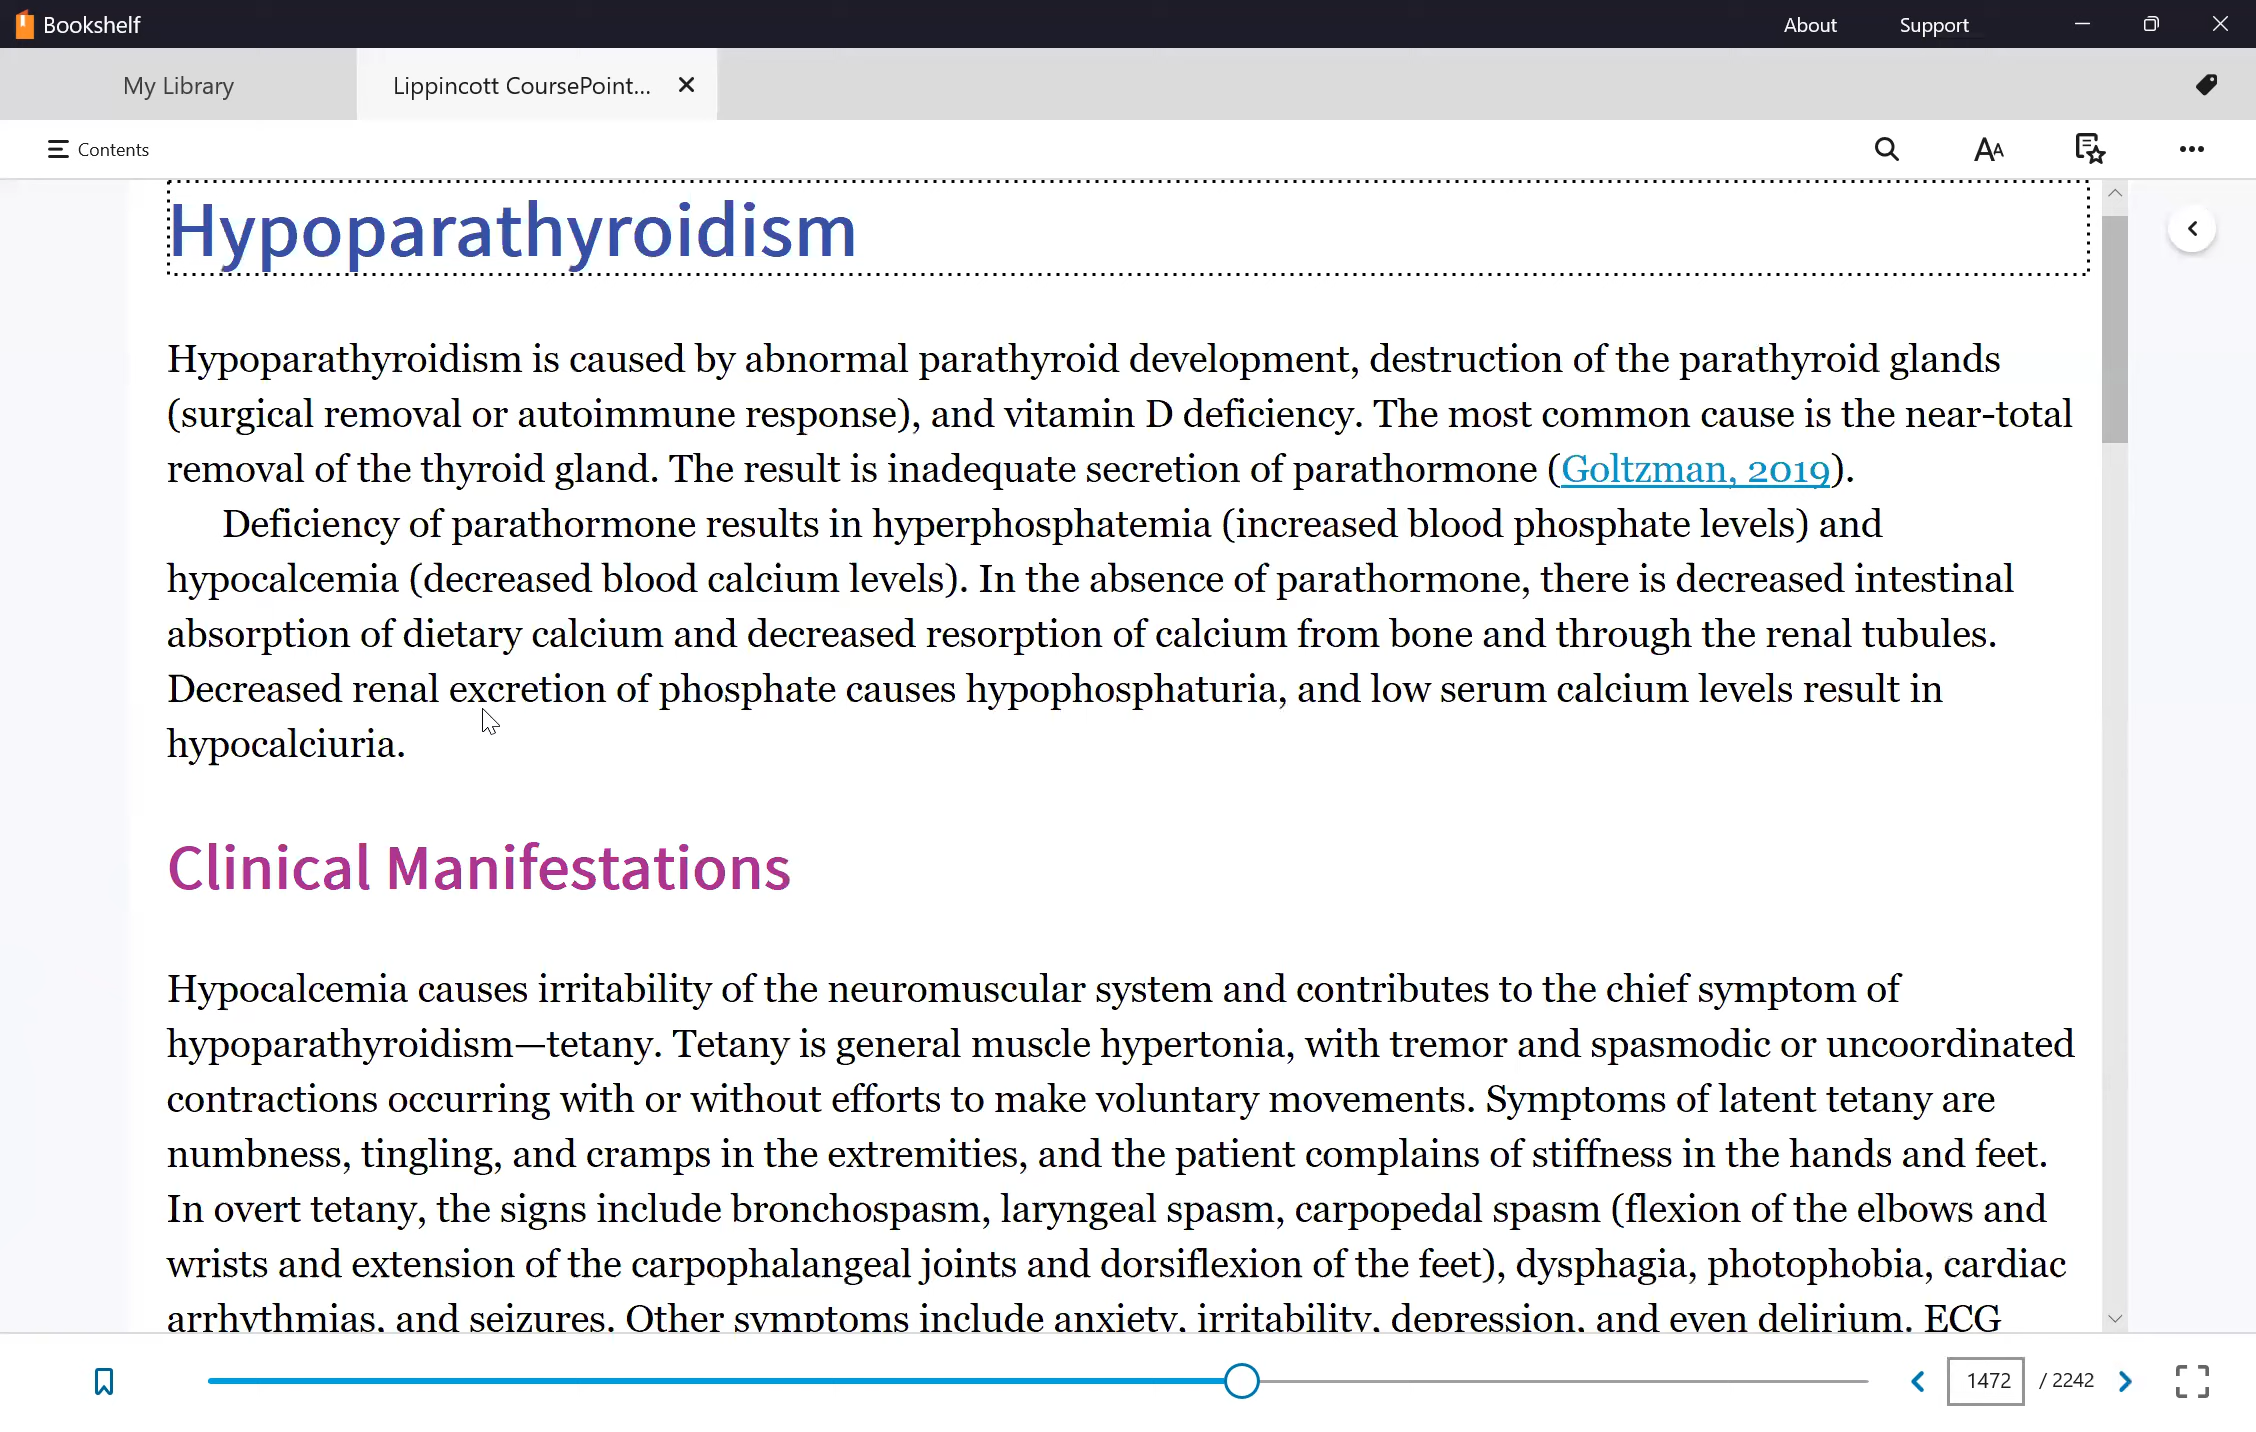 Bookshelf
About
Support
My Library
Lippincott CoursePoint...
Contents
Hypoparathyroidism
Hypoparathyroidism is caused by abnormal parathyroid development, destruction of the parathyroid glands
(surgical removal or autoimmune response), and vitamin D deficiency. The most common cause is the near-total
removal of the thyroid gland. The result is inadequate secretion of parathormone (Goltzman, 2019).
Deficiency of parathormone results in hyperphosphatemia (increased blood phosphate levels) and
hypocalcemia (decreased blood calcium levels). In the absence of parathormone, there is decreased intestinal
absorption of dietary calcium and decreased resorption of calcium from bone and through the renal tubules.
Decreased renal excretion of phosphate causes hypophosphaturia, and low serum calcium levels result in
hypocalciuria.
Clinical Manifestations
Hypocalcemia causes irritability of the neuromuscular system and contributes to the chief symptom of
hypoparathyroidism—tetany. Tetany is general muscle hypertonia, with tremor and spasmodic or uncoordinated
contractions occurring with or without efforts to make voluntary movements. Symptoms of latent tetany are
numbness, tingling, and cramps in the extremities, and the patient complains of stiffness in the hands and feet.
In overt tetany, the signs include bronchospasm, laryngeal spasm, carpopedal spasm (flexion of the elbows and
wrists and extension of the carpophalangeal joints and dorsiflexion of the feet), dysphagia, photophobia, cardiac
arrhythmias, and seizures. Other symptoms include anxiety, irritability, depression, and even delirium. ECG
1472 / 2242